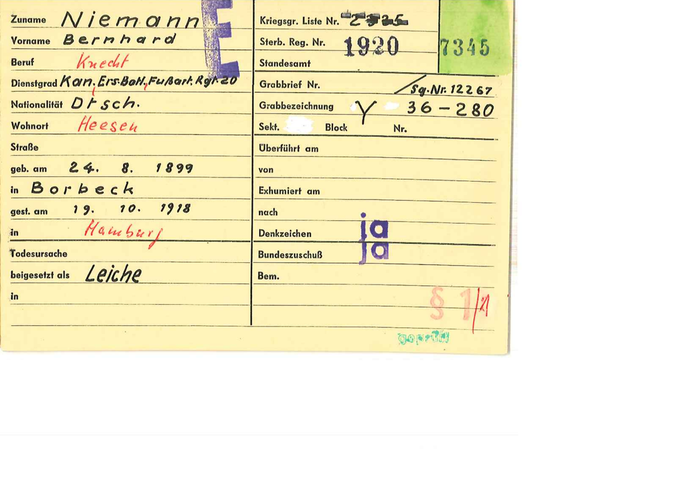 Zuname Niemann
Vorname Bernhard
Beruf Knecht
Dienstgrad Kan, Ers. Batl, Fußart. Rgt. 20
Nationalität Dtsch.
Wohnort Heesen
Straße
geb. am 24. 8. 1899
in Borbeck
gest. am 19. 10. 1918
in Hamburg
Todesursache
beigesetzt als Leiche
in
E
Kriegsgr. Liste Nr.
Sterb. Reg. Nr. 1920 7345
Standesamt
Grabbrief Nr. /Sg. Nr. 12267
Grabbezeichnung Y 36-280
Sekt. Block Nr.
Überführt am
von
Exhumiert am
nach
Denkzeichen ja
Bundeszuschuß ja
Bem.
§ 1/21